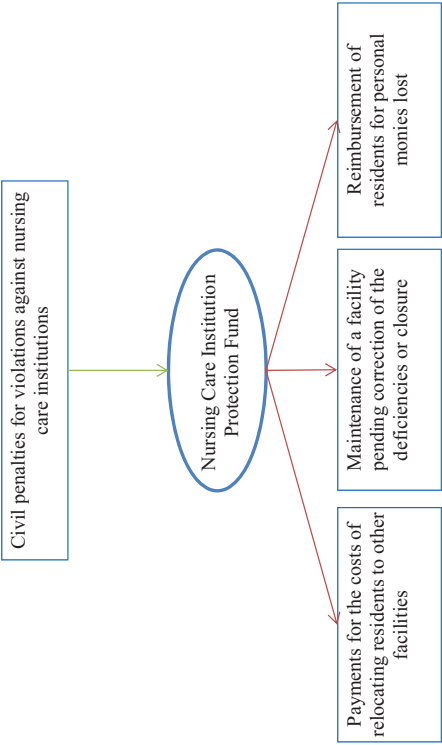 Civil penalties for violations against nursing
care institutions
Nursing Care Institution
Protection Fund
Payments for the costs of
relocating residents to other
facilities
Maintenance of a facility
pending correction of the
deficiencies or closure
Reimbursement of
residents for personal
monies lost